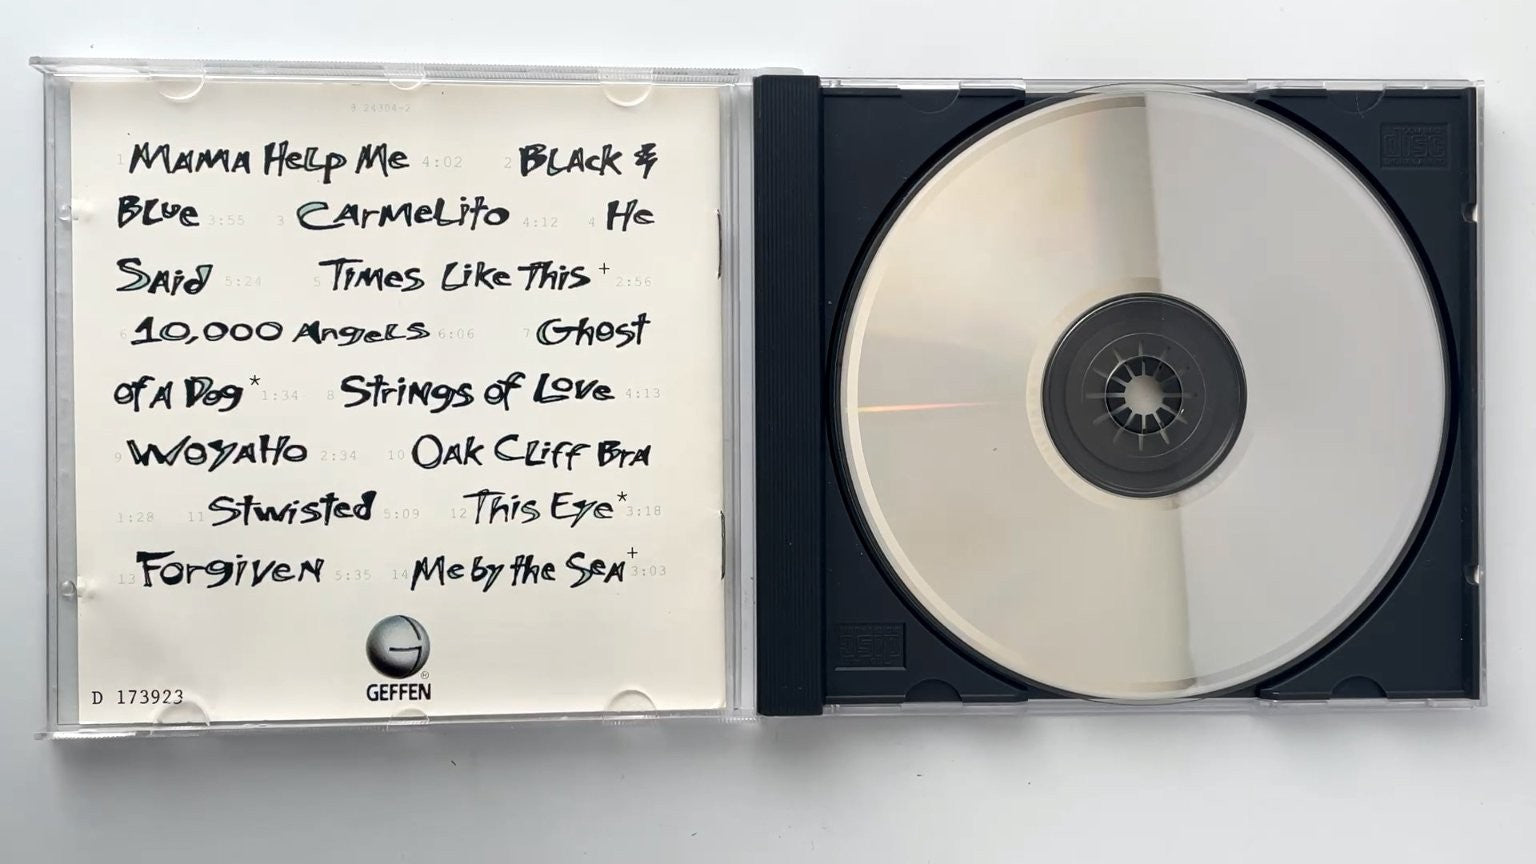 9 24304-2
1 Mama Help Me 4:02 2 Black &
Blue 3:55 3 Carmelito 4:12 4 He
Said 5:24 5 Times Like This + 2:56
6 10,000 Angels 6:06 7 Ghost
of a Dog * 1:34 8 Strings of Love 4:13
9 Woyaho 2:34 10 Oak Cliff Bra
1:28 11 Stwisted 5:09 12 This Eye * 3:18
13 Forgiven 5:35 14 Me by the Sea + 3:03
G
®
GEFFEN
D 173923
DISC
DISC